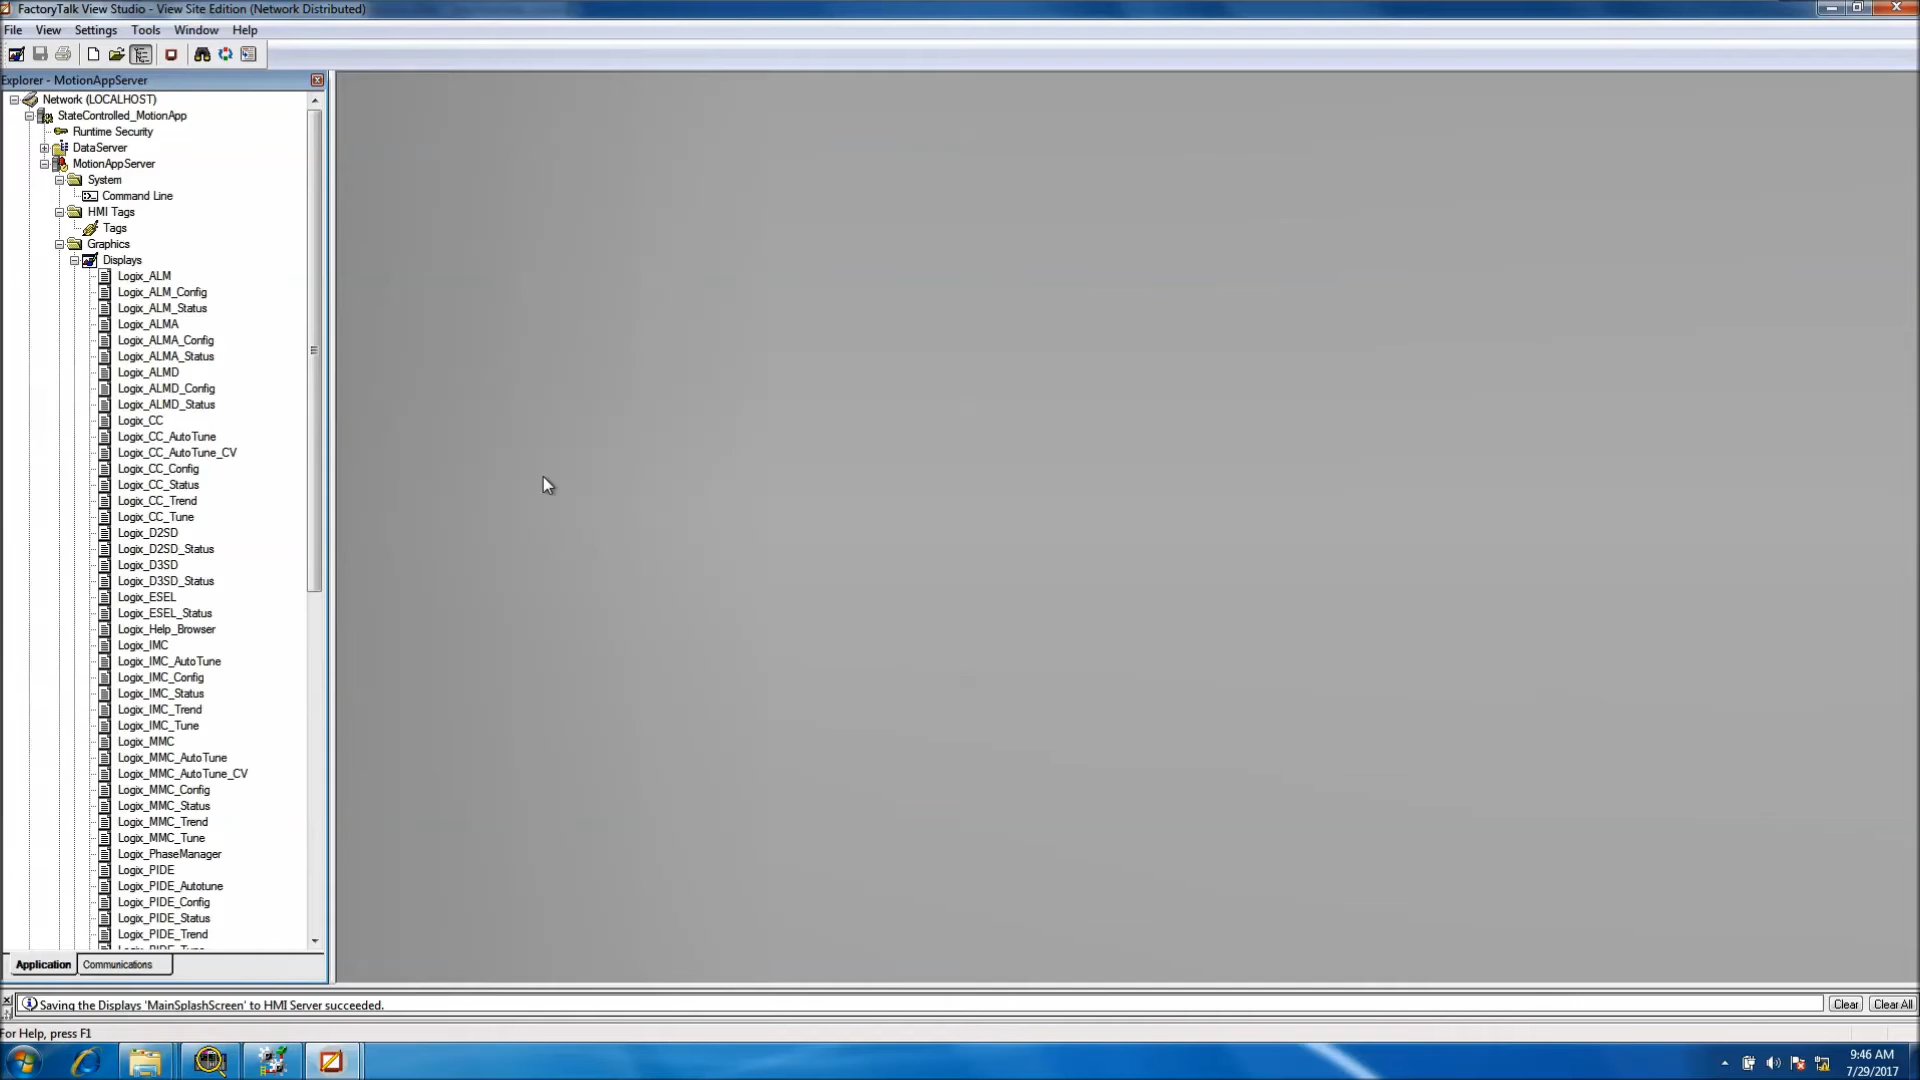 FactoryTalk View Studio - View Site Edition (Network Distributed)
File View Settings Tools Window Help
Explorer - MotionAppServer
Network (LOCALHOST)
StateControlled_MotionApp
Runtime Security
DataServer
MotionAppServer
System
Command Line
HMI Tags
Tags
Graphics
Displays
Logix_ALM
Logix_ALM_Config
Logix_ALM_Status
Logix_ALMA
Logix_ALMA_Config
Logix_ALMA_Status
Logix_ALMD
Logix_ALMD_Config
Logix_ALMD_Status
Logix_CC
Logix_CC_AutoTune
Logix_CC_AutoTune_CV
Logix_CC_Config
Logix_CC_Status
Logix_CC_Trend
Logix_CC_Tune
Logix_D2SD
Logix_D2SD_Status
Logix_D3SD
Logix_D3SD_Status
Logix_ESEL
Logix_ESEL_Status
Logix_Help_Browser
Logix_IMC
Logix_IMC_AutoTune
Logix_IMC_Config
Logix_IMC_Status
Logix_IMC_Trend
Logix_IMC_Tune
Logix_MMC
Logix_MMC_AutoTune
Logix_MMC_AutoTune_CV
Logix_MMC_Config
Logix_MMC_Status
Logix_MMC_Trend
Logix_MMC_Tune
Logix_PhaseManager
Logix_PIDE
Logix_PIDE_Autotune
Logix_PIDE_Config
Logix_PIDE_Status
Logix_PIDE_Trend
Application Communications
Saving the Displays 'MainSplashScreen' to HMI Server succeeded.
Clear Clear All
For Help, press F1
9:46 AM
7/29/2017